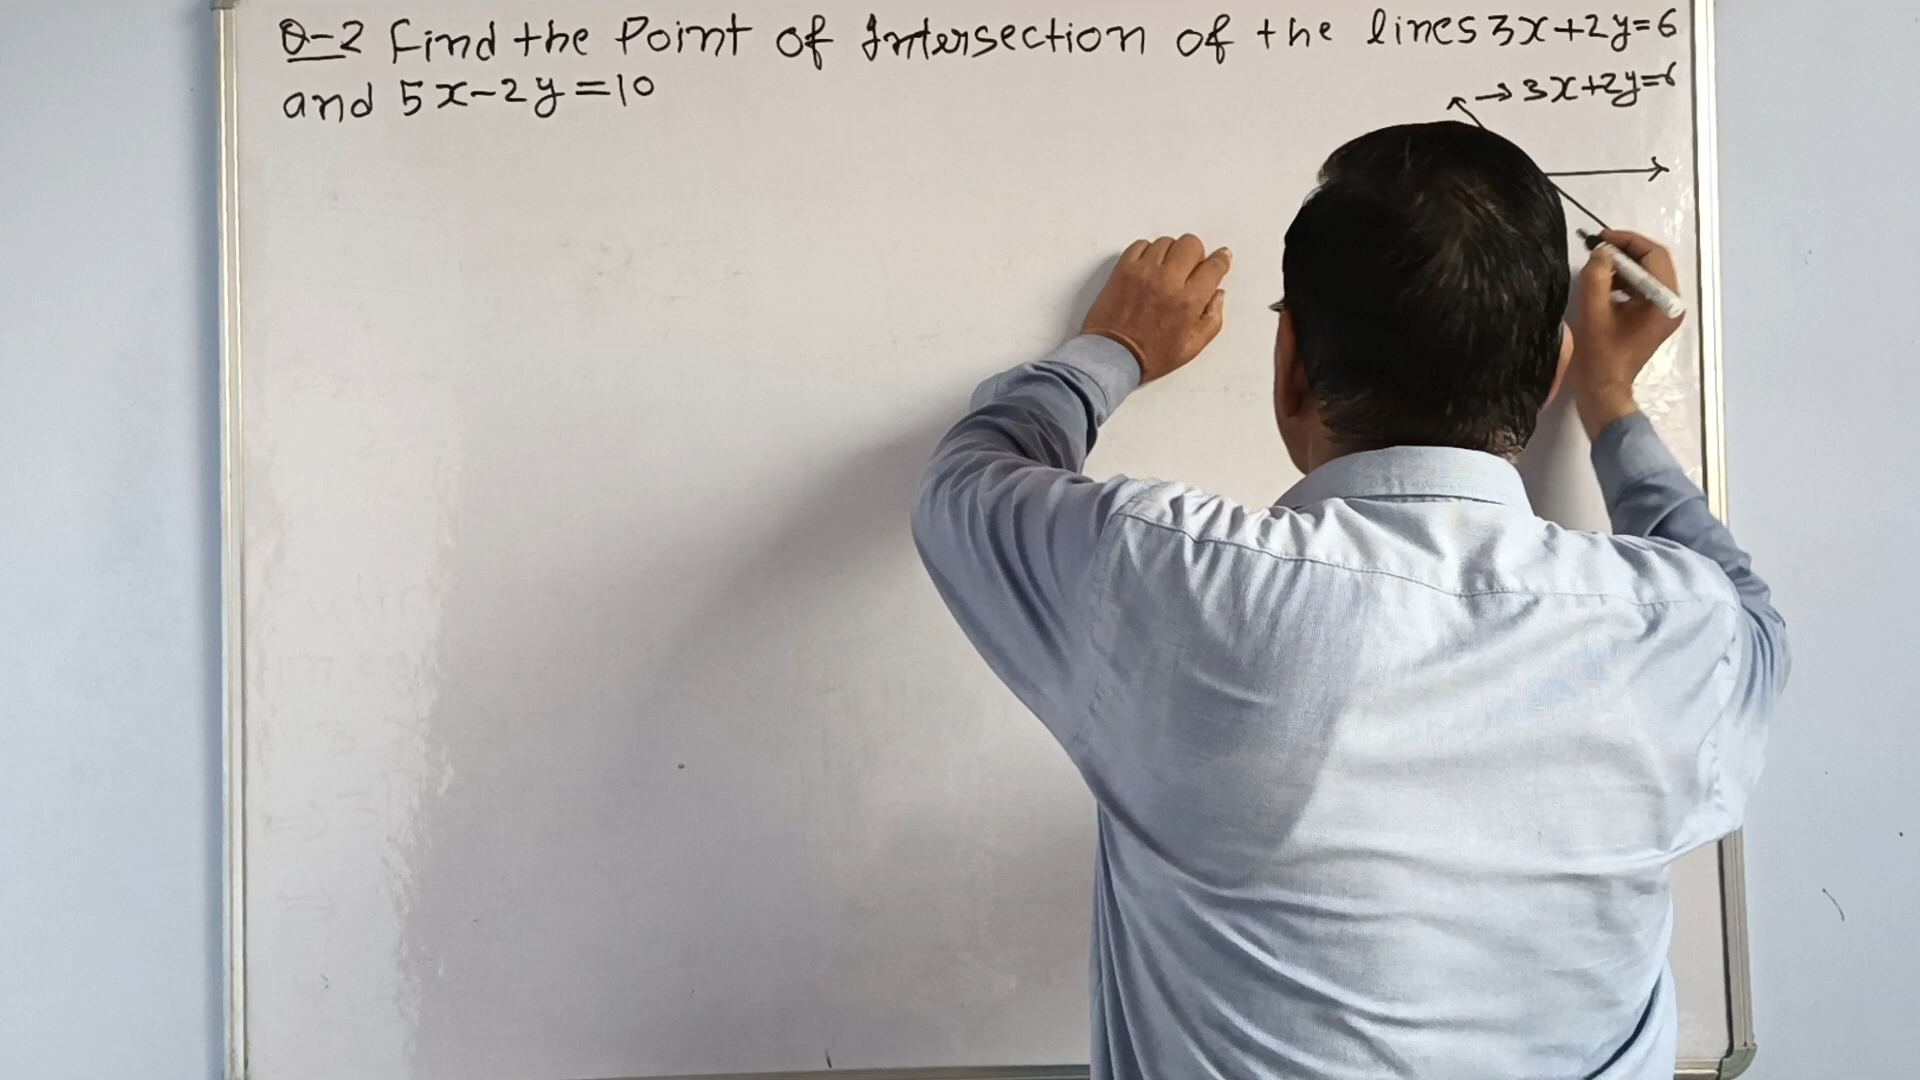 Q-2 Find the Point of Intersection of the lines 3x+2y=6
and 5x-2y=10
→ 3x+2y=6